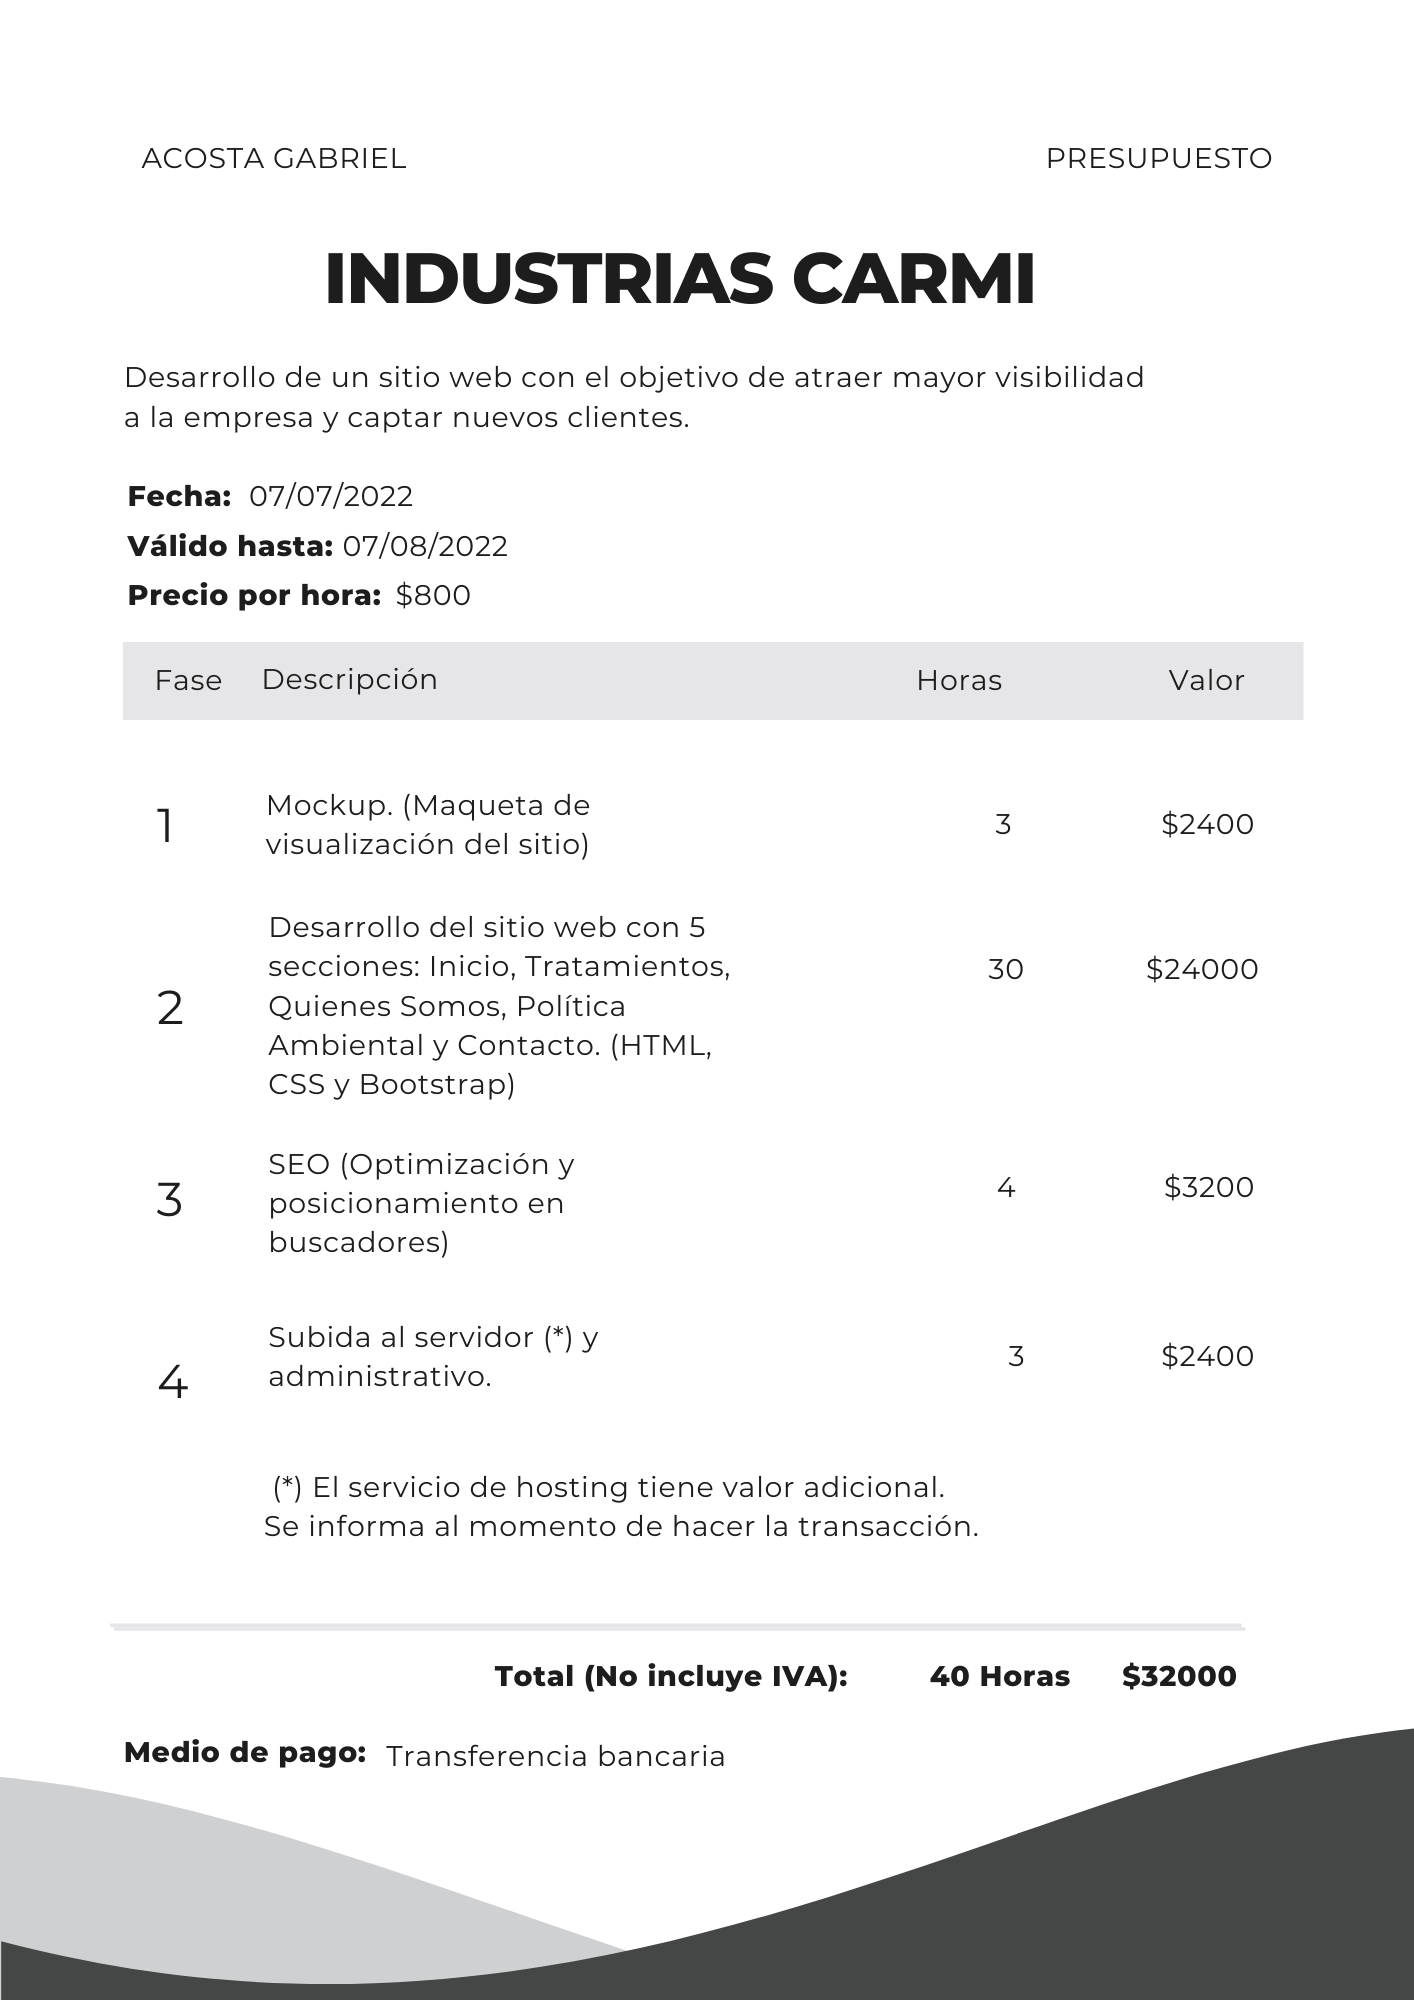 ACOSTA GABRIEL
PRESUPUESTO
INDUSTRIAS CARMI
Desarrollo de un sitio web con el objetivo de atraer mayor visibilidad
a la empresa y captar nuevos clientes.
Fecha: 07/07/2022
Válido hasta: 07/08/2022
Precio por hora: $800
Fase Descripción Horas Valor
1
Mockup. (Maqueta de
visualización del sitio)
3
$2400
2
Desarrollo del sitio web con 5
secciones: Inicio, Tratamientos,
Quienes Somos, Política
Ambiental y Contacto. (HTML,
CSS y Bootstrap)
30
$24000
3
SEO (Optimización y
posicionamiento en
buscadores)
4
$3200
4
Subida al servidor (*) y
administrativo.
3
$2400
(*) El servicio de hosting tiene valor adicional.
Se informa al momento de hacer la transacción.
Total (No incluye IVA): 40 Horas $32000
Medio de pago: Transferencia bancaria